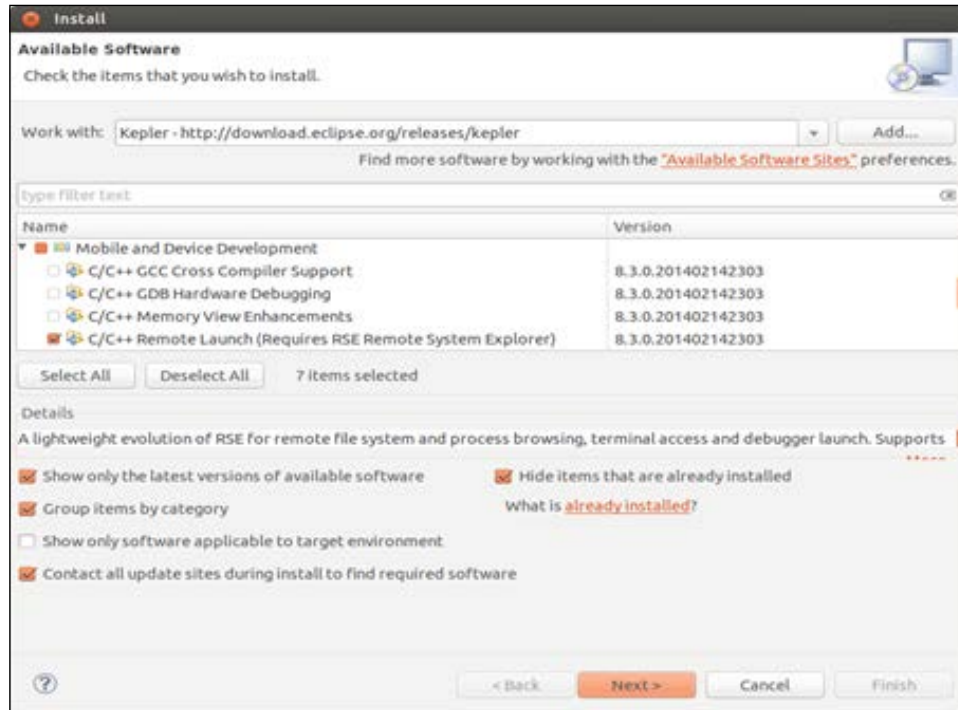 Install
Available Software
Check the items that you wish to install.
Work with: Kepler - http://download.eclipse.org/releases/kepler Add...
Find more software by working with the "Available Software Sites" preferences.
type filter text
Name Version
Mobile and Device Development
C/C++ GCC Cross Compiler Support 8.3.0.201402142303
C/C++ GDB Hardware Debugging 8.3.0.201402142303
C/C++ Memory View Enhancements 8.3.0.201402142303
C/C++ Remote Launch (Requires RSE Remote System Explorer) 8.3.0.201402142303
Select All Deselect All 7 items selected
Details
A lightweight evolution of RSE for remote file system and process browsing, terminal access and debugger launch. Supports
Show only the latest versions of available software Hide items that are already installed
Group items by category What is already installed?
Show only software applicable to target environment
Contact all update sites during install to find required software
? < Back Next > Cancel Finish